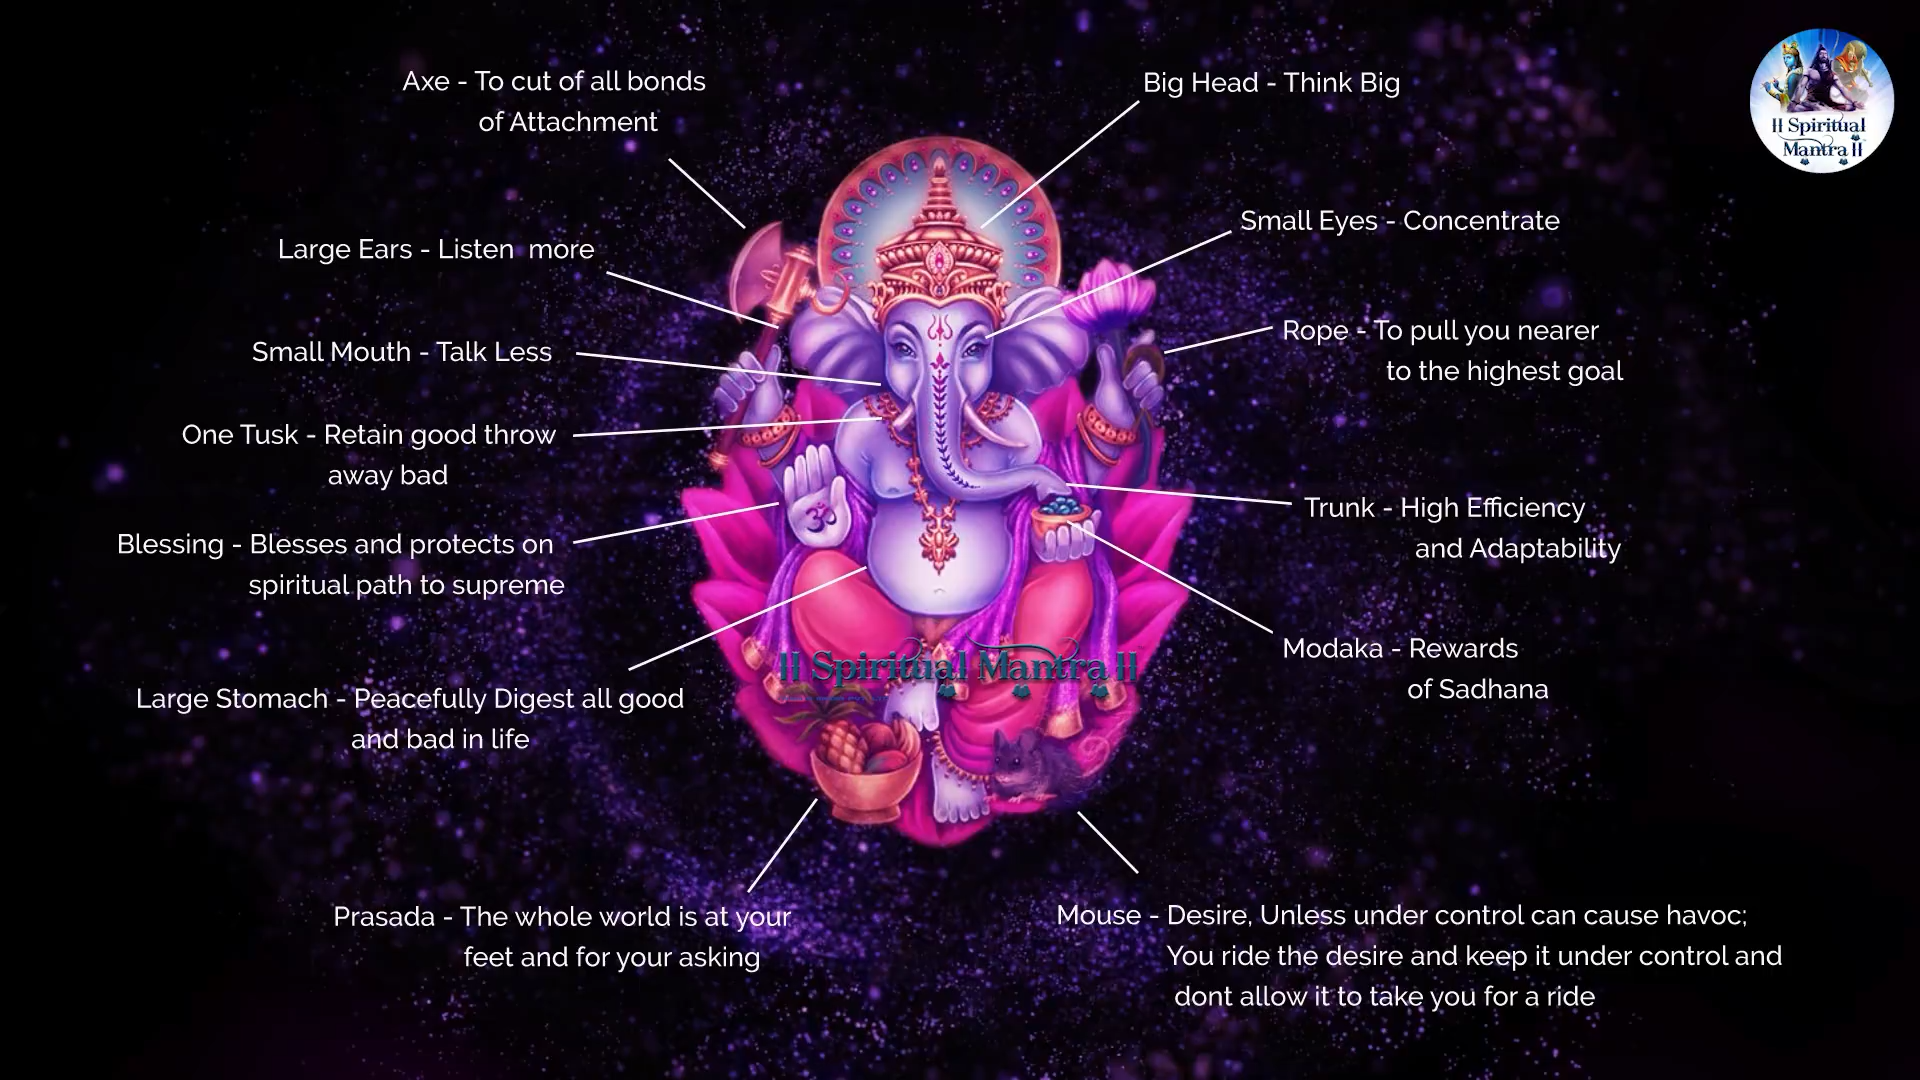 Axe - To cut of all bonds
of Attachment
Big Head - Think Big
|| Spiritual
Mantra ||
Large Ears - Listen  more
Small Eyes - Concentrate
Small Mouth - Talk Less
Rope - To pull you nearer
to the highest goal
One Tusk - Retain good throw
away bad
Trunk - High Efficiency
and Adaptability
Blessing - Blesses and protects on
spiritual path to supreme
ॐ
Modaka - Rewards
of Sadhana
|| Spiritual Mantra ||
Large Stomach - Peacefully Digest all good
and bad in life
Prasada - The whole world is at your
feet and for your asking
Mouse - Desire, Unless under control can cause havoc;
You ride the desire and keep it under control and
dont allow it to take you for a ride